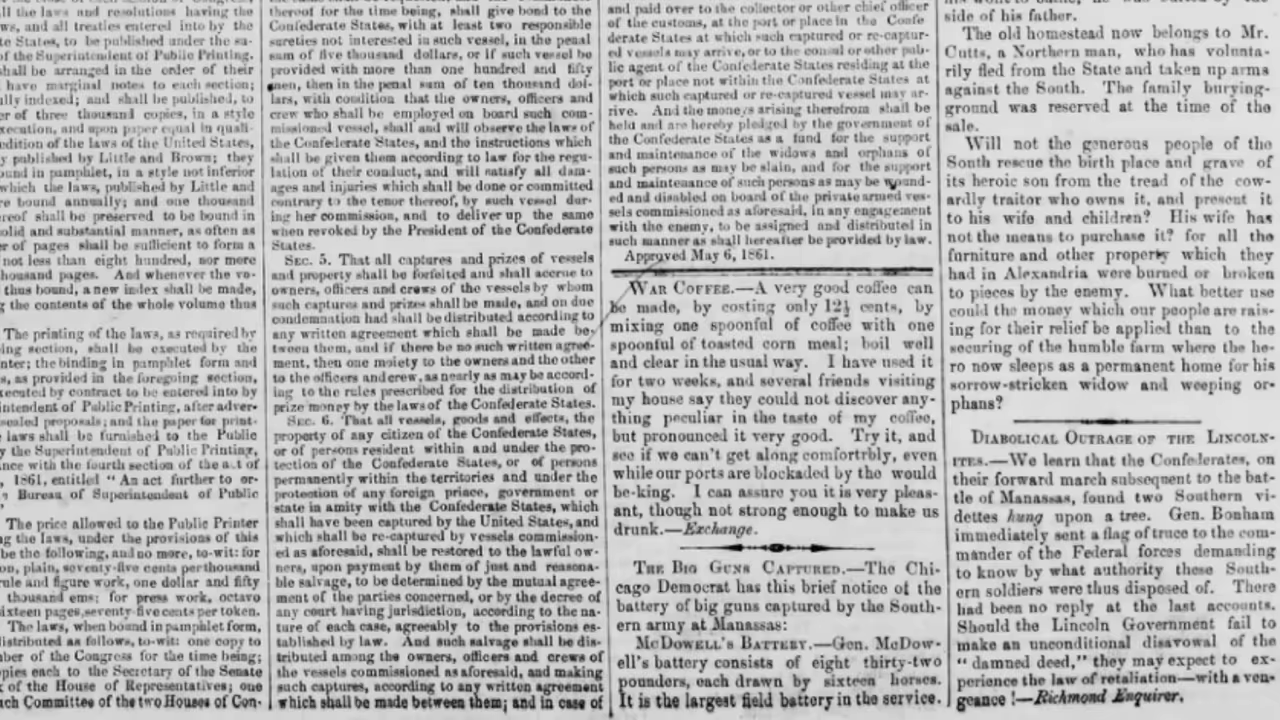 all the laws and resolutions having the
ws, and all treaties entered into by the
te States, to be published under the su-
of the Superintendent of Public Printing.
shall be arranged in the order of their
have marginal notes to each section;
ally indexed; and shall be published, to
er of three thousand copies, in a style
xecution, and upon paper equal in quali-
edition of the laws of the United States,
y published by Little and Brown; they
ound in pamphlet, in a style not inferior
which the laws, published by Little and
re bound annually; and one thousand
ereof shall be preserved to be bound in
olid and substantial manner, as often as
er of pages shall be sufficient to form a
not less than eight hundred, nor more
housand pages. And whenever the vo-
thus bound, a new index shall be made,
g the contents of the whole volume thus
The printing of the laws, as required by
ing section, shall be executed by the
nter; the binding in pamphlet form and
s, as provided in the foregoing section,
xecuted by contract to be entered into by
intendent of Public Printing, after adver-
sealed proposals; and the paper for print-
laws shall be furnished to the Public
y the Superintendent of Public Printing,
nce with the fourth section of the act of
, 1861, entitled "An act further to or-
Bureau of Superintendent of Public
The price allowed to the Public Printer
ng the laws, under the provisions of this
be the following, and no more, to-wit: for
on, plain, seventy-five cents per thousand
rule and figure work, one dollar and fifty
thousand ems; for press work, octavo
sixteen pages, seventy-five cents per token.
The laws, when bound in pamphlet form,
distributed as follows, to-wit: one copy to
ber of the Congress for the time being;
opies each to the Secretary of the Senate
k of the House of Representatives; one
ach Committee of the two Houses of Con-
thereof for the time being, shall give bond to the
Confederate States, with at least two responsible
sureties not interested in such vessel, in the penal
sum of five thousand dollars, or if such vessel be
provided with more than one hundred and fifty
men, then in the penal sum of ten thousand dol-
lars, with condition that the owners, officers and
crew who shall be employed on board such com-
missioned vessel, shall and will observe the laws of
the Confederate States, and the instructions which
shall be given them according to law for the regu-
lation of their conduct, and will satisfy all dam-
ages and injuries which shall be done or committed
contrary to the tenor thereof, by such vessel dur-
ing her commission, and to deliver up the same
when revoked by the President of the Confederate
States.
SEC. 5. That all captures and prizes of vessels
and property shall be forfeited and shall accrue to
owners, officers and crews of the vessels by whom
such captures and prizes shall be made, and on due
condemnation had shall be distributed according to
any written agreement which shall be made be-
tween them, and if there be no such written agree-
ment, then one moiety to the owners and the other
to the officers and crew, as nearly as may be accord-
ing to the rules prescribed for the distribution of
prize money by the laws of the Confederate States.
SEC. 6. That all vessels, goods and effects, the
property of any citizen of the Confederate States,
or of persons resident within and under the pro-
tection of the Confederate States, or of persons
permanently within the territories and under the
protection of any foreign prince, government or
state in amity with the Confederate States, which
shall have been captured by the United States, and
which shall be re-captured by vessels commission-
ed as aforesaid, shall be restored to the lawful ow-
ners, upon payment by them of just and reasona-
ble salvage, to be determined by the mutual agree-
ment of the parties concerned, or by the decree of
any court having jurisdiction, according to the na-
ture of each case, agreeably to the provisions es-
tablished by law. And such salvage shall be dis-
tributed among the owners, officers and crews of
the vessels commissioned as aforesaid, and making
such captures, according to any written agreement
which shall be made between them; and in case of
and paid over to the collector or other chief officer
of the customs, at the port or place in the Confe-
derate States at which such captured or re-captur-
ed vessels may arrive, or to the consul or other pub-
lic agent of the Confederate States residing at the
port or place not within the Confederate States at
which such captured or re-captured vessel may ar-
rive. And the moneys arising therefrom shall be
held and are hereby pledged by the government of
the Confederate States as a fund for the support
and maintenance of the widows and orphans of
such persons as may be slain, and for the support
and maintenance of such persons as may be wound-
ed and disabled on board of the private armed ves-
sels commissioned as aforesaid, in any engagement
with the enemy, to be assigned and distributed in
such manner as shall hereafter be provided by law.
Approved May 6, 1861.
WAR COFFEE.—A very good coffee can
be made, by costing only 12½ cents, by
mixing one spoonful of coffee with one
spoonful of toasted corn meal; boil well
and clear in the usual way. I have used it
for two weeks, and several friends visiting
my house say they could not discover any-
thing peculiar in the taste of my coffee,
but pronounced it very good. Try it, and
see if we can't get along comfortrbly, even
while our ports are blockaded by the would
be-king. I can assure you it is very pleas-
ant, though not strong enough to make us
drunk.—Exchange.
THE BIG GUNS CAPTURED.—The Chi-
cago Democrat has this brief notice of the
battery of big guns captured by the South-
ern army at Manassas:
MCDOWELL'S BATTERY.—Gen. McDow-
ell's battery consists of eight thirty-two
pounders, each drawn by sixteen horses.
It is the largest field battery in the service.
side of his father.
The old homestead now belongs to Mr.
Cutts, a Northern man, who has volunta-
rily fled from the State and taken up arms
against the South. The family burying-
ground was reserved at the time of the
sale.
Will not the generous people of the
South rescue the birth place and grave of
its heroic son from the tread of the cow-
ardly traitor who owns it, and present it
to his wife and children? His wife has
not the means to purchase it? for all the
furniture and other property which they
had in Alexandria were burned or broken
to pieces by the enemy. What better use
could the money which our people are rais-
ing for their relief be applied than to the
securing of the humble farm where the he-
ro now sleeps as a permanent home for his
sorrow-stricken widow and weeping or-
phans?
DIABOLICAL OUTRAGE OF THE LINCOLN-
ITES.—We learn that the Confederates, on
their forward march subsequent to the bat-
tle of Manassas, found two Southern vi-
dettes hung upon a tree. Gen. Bonham
immediately sent a flag of truce to the com-
mander of the Federal forces demanding
to know by what authority these South-
ern soldiers were thus disposed of. There
had been no reply at the last accounts.
Should the Lincoln Government fail to
make an unconditional disavowal of the
"damned deed," they may expect to ex-
perience the law of retaliation—with a ven-
geance!—Richmond Enquirer.